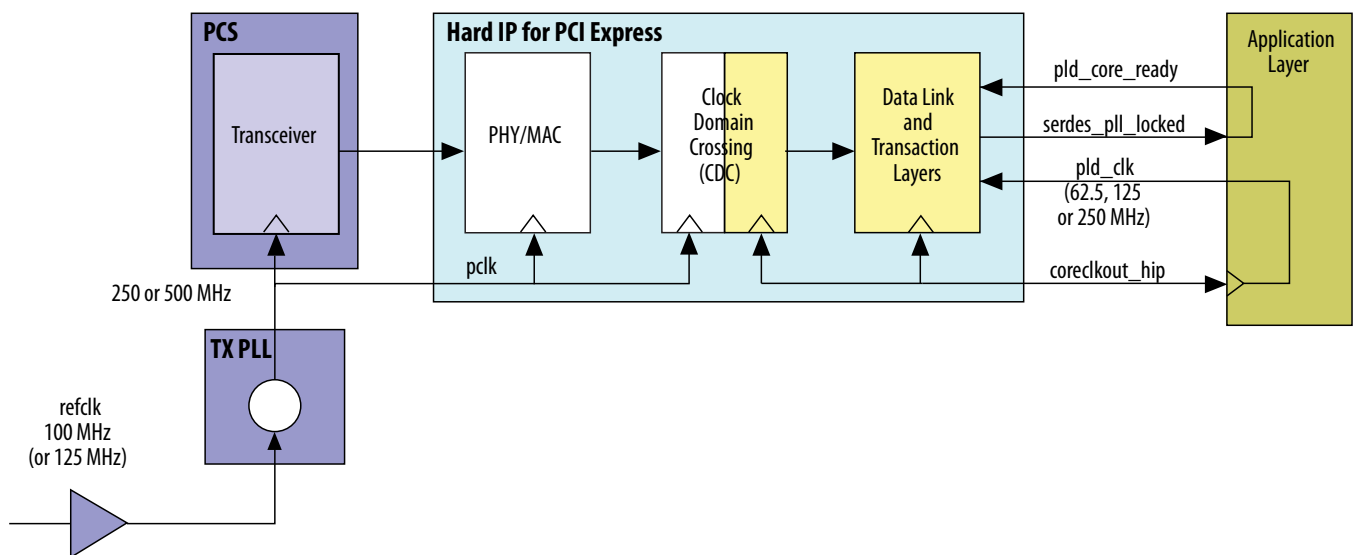 PCS
Transceiver
Hard IP for PCI Express
PHY/MAC
Clock
Domain
Crossing
(CDC)
Data Link
and
Transaction
Layers
Application
Layer
pld_core_ready
serdes_pll_locked
pld_clk
(62.5, 125
or 250 MHz)
coreclkout_hip
pclk
250 or 500 MHz
TX PLL
refclk
100 MHz
(or 125 MHz)